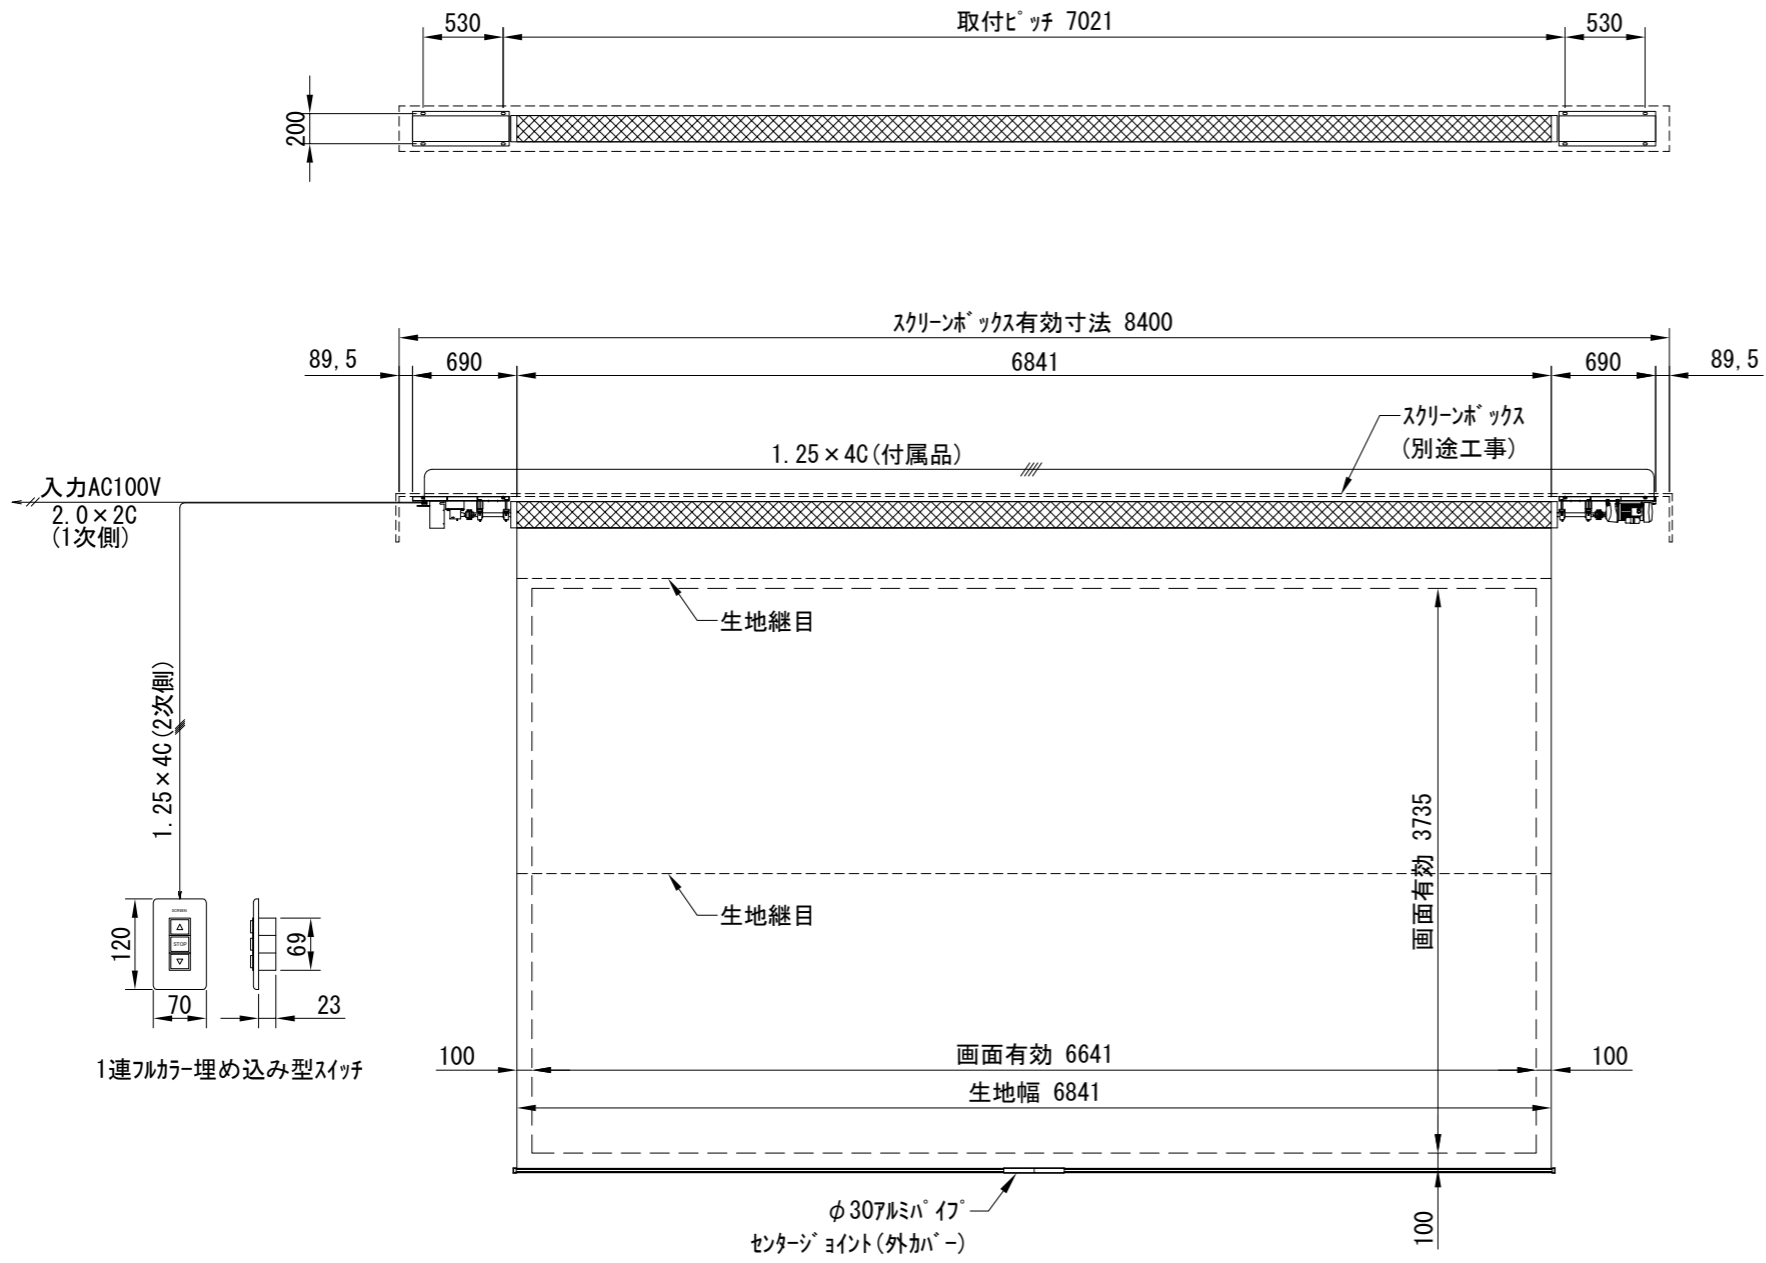 530
取付ﾋﾟｯﾁ 7021
530
200
ｽｸﾘｰﾝﾎﾞｯｸｽ有効寸法 8400
89,5
690
6841
690
89,5
ｽｸﾘｰﾝﾎﾞｯｸｽ
(別途工事)
1.25×4C(付属品)
入力AC100V
2.0×2C
(1次側)
生地継目
1.25×4C(2次側)
画面有効 3735
生地継目
STOP
120
69
70
23
1連ﾌﾙｶﾗｰ埋め込み型ｽｲｯﾁ
100
画面有効 6641
100
生地幅 6841
φ30ｱﾙﾐﾊﾟｲﾌﾟ
ｾﾝﾀｰｼﾞｮｲﾝﾄ(外ｶﾊﾞｰ)
100